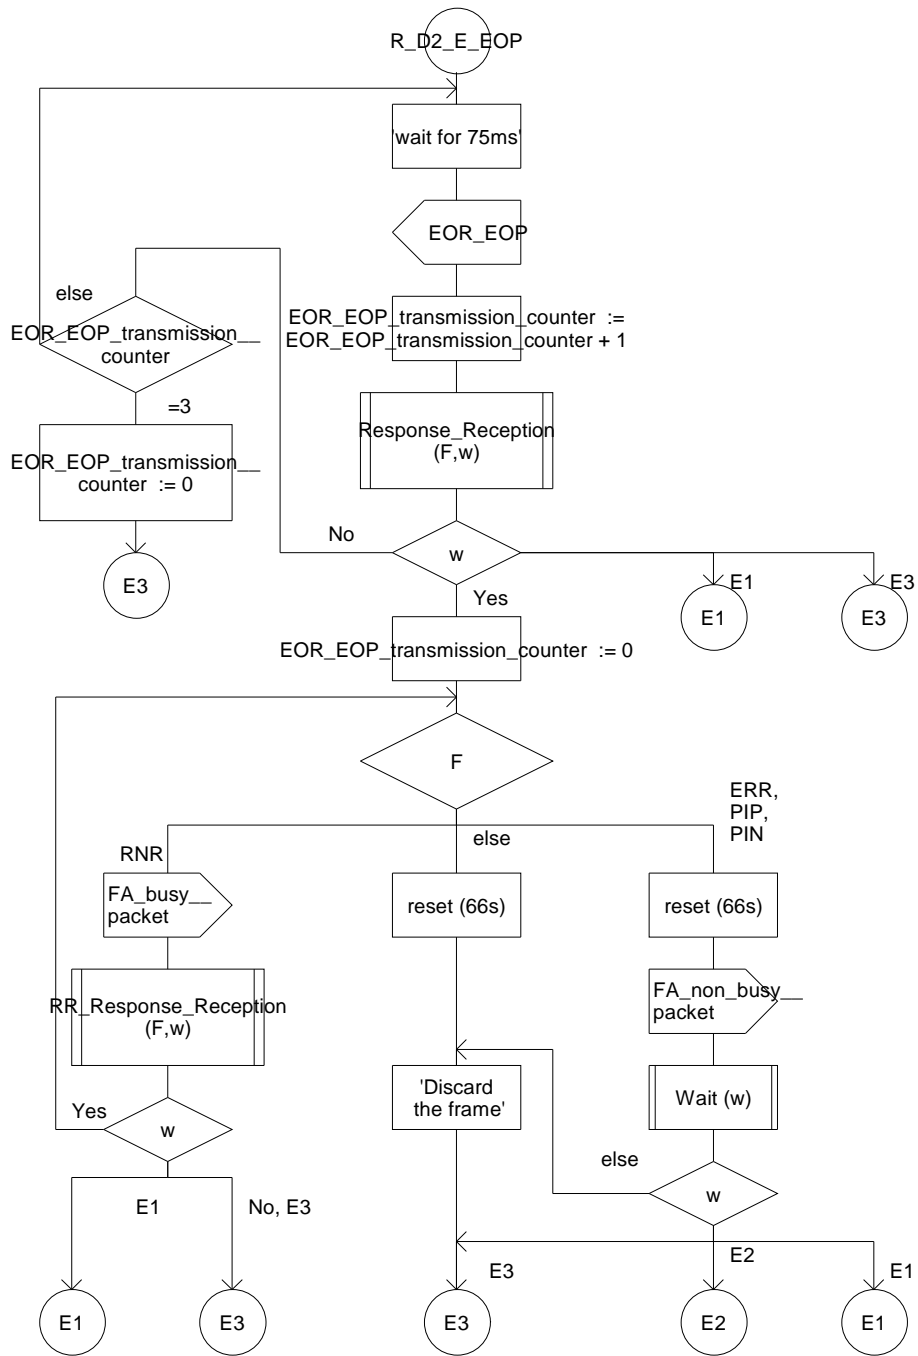 R_D2_E_EOP
'wait for 75ms'
EOR_EOP
else
EOR_EOP_transmission__
counter
EOR_EOP_transmission_counter :=
EOR_EOP_transmission_counter + 1
=3
EOR_EOP_transmission__
counter := 0
Response_Reception
(F,w)
No
w
E3
E1
E3
Yes
E1
E3
EOR_EOP_transmission_counter := 0
F
ERR,
PIP,
PIN
else
RNR
FA_busy__
packet
reset (66s)
reset (66s)
RR_Response_Reception
(F,w)
FA_non_busy__
packet
'Discard
the frame'
Wait (w)
Yes
w
else
w
E1
No, E3
E3
E2
E1
E1
E3
E3
E2
E1